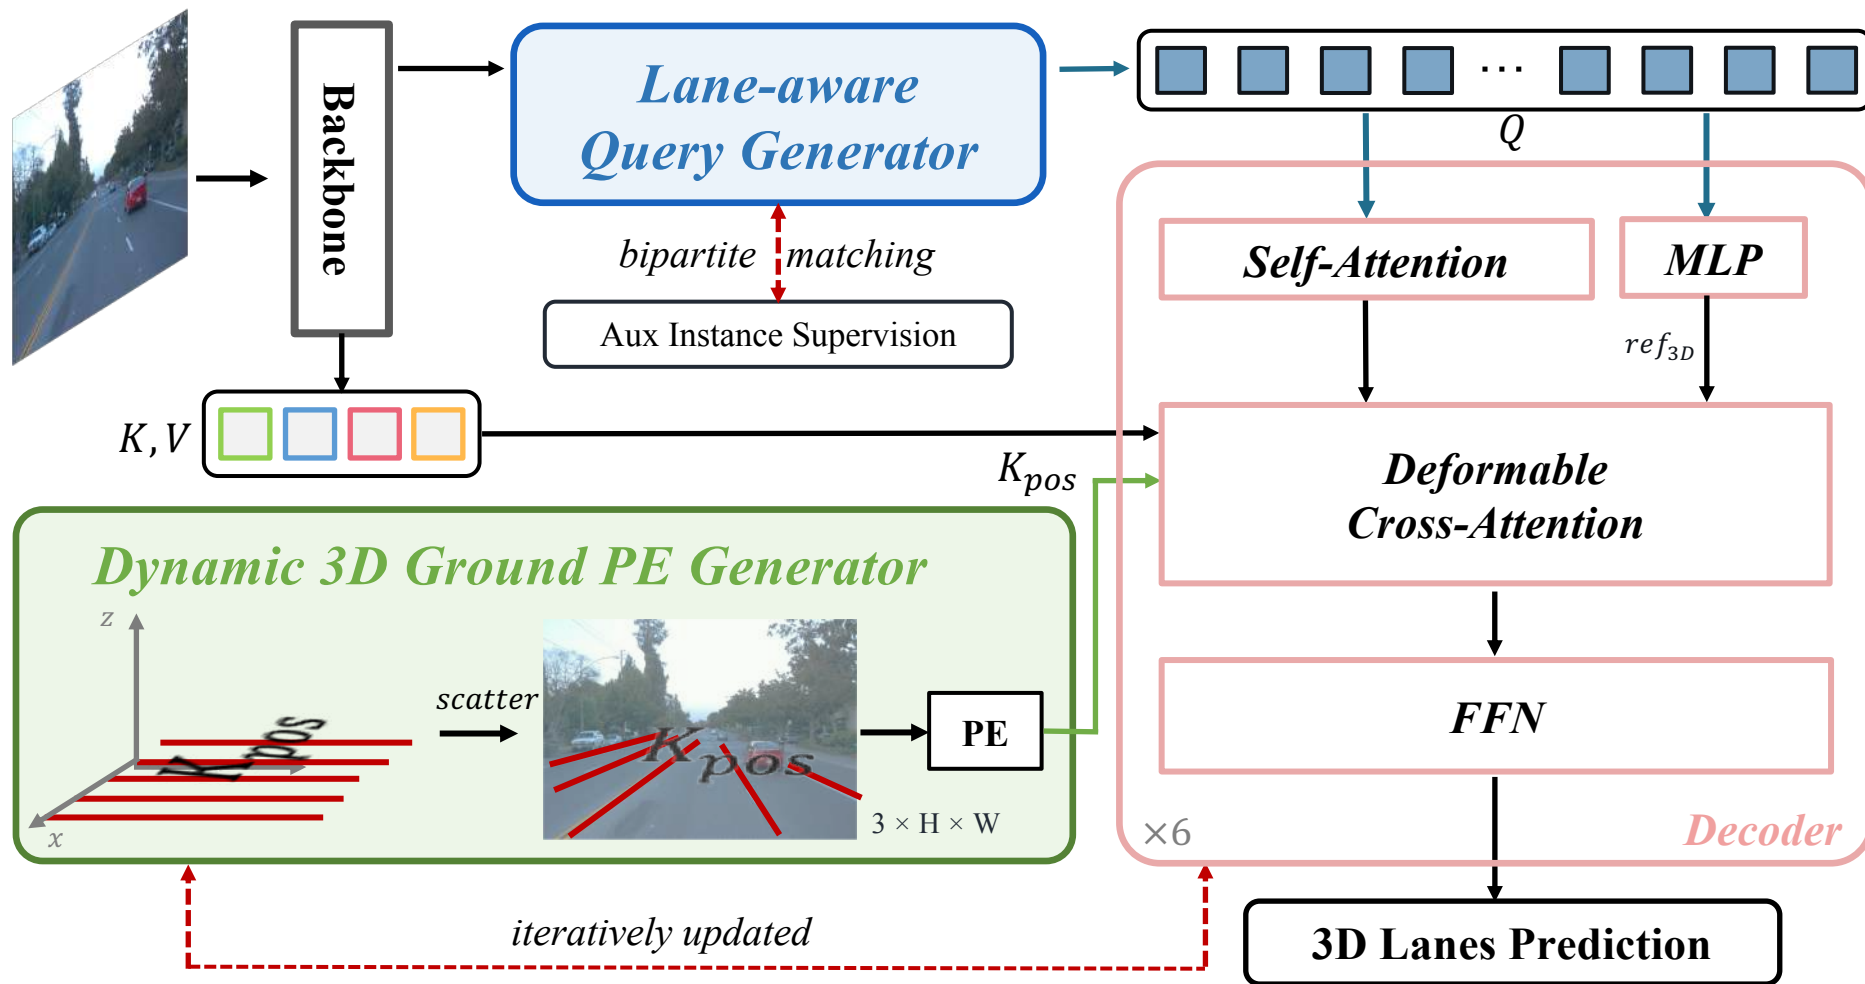 Backbone
Lane-aware
Query Generator
Q
bipartite matching
Aux Instance Supervision
Self-Attention
MLP
ref3D
K, V
Kpos
Deformable
Cross-Attention
Dynamic 3D Ground PE Generator
z
x
Kpos
scatter
Kpos
PE
3 × H × W
FFN
×6
Decoder
iteratively updated
3D Lanes Prediction